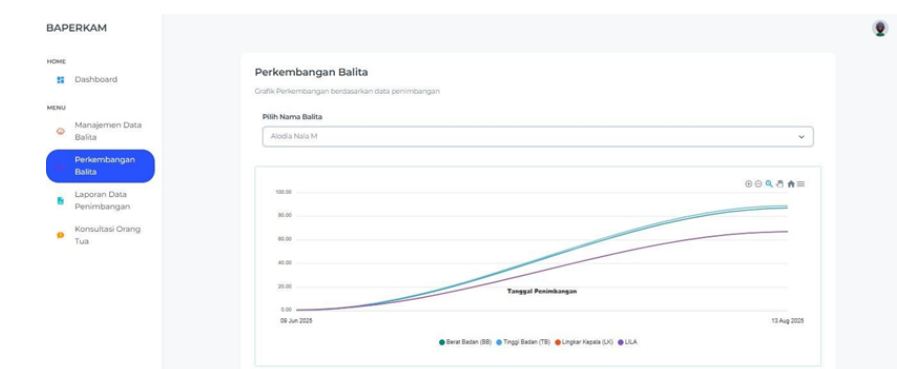 BAPERKAM
HOME
Dashboard
MENU
Manajemen Data
Balita
Perkembangan
Balita
Laporan Data
Penimbangan
Konsultasi Orang
Tua
Perkembangan Balita
Grafik Perkembangan berdasarkan data penimbangan
Pilih Nama Balita
Alodia Nala M
100.00
80.00
60.00
40.00
20.00
0.00
Tanggal Penimbangan
09 Jun 2025
13 Aug 2025
Berat Badan (BB) Tinggi Badan (TB) Lingkar Kepala (LK) LILA